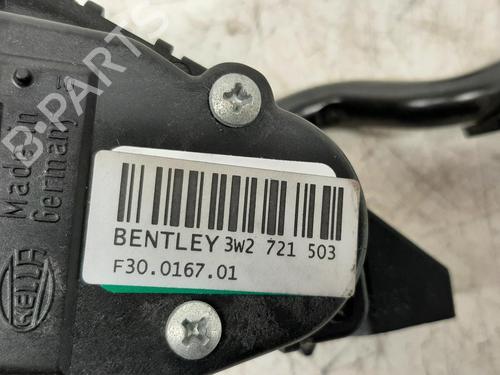 B-PARTS
Made in
Germany
HELLA
BENTLEY 3W2 721 503
F30.0167.01